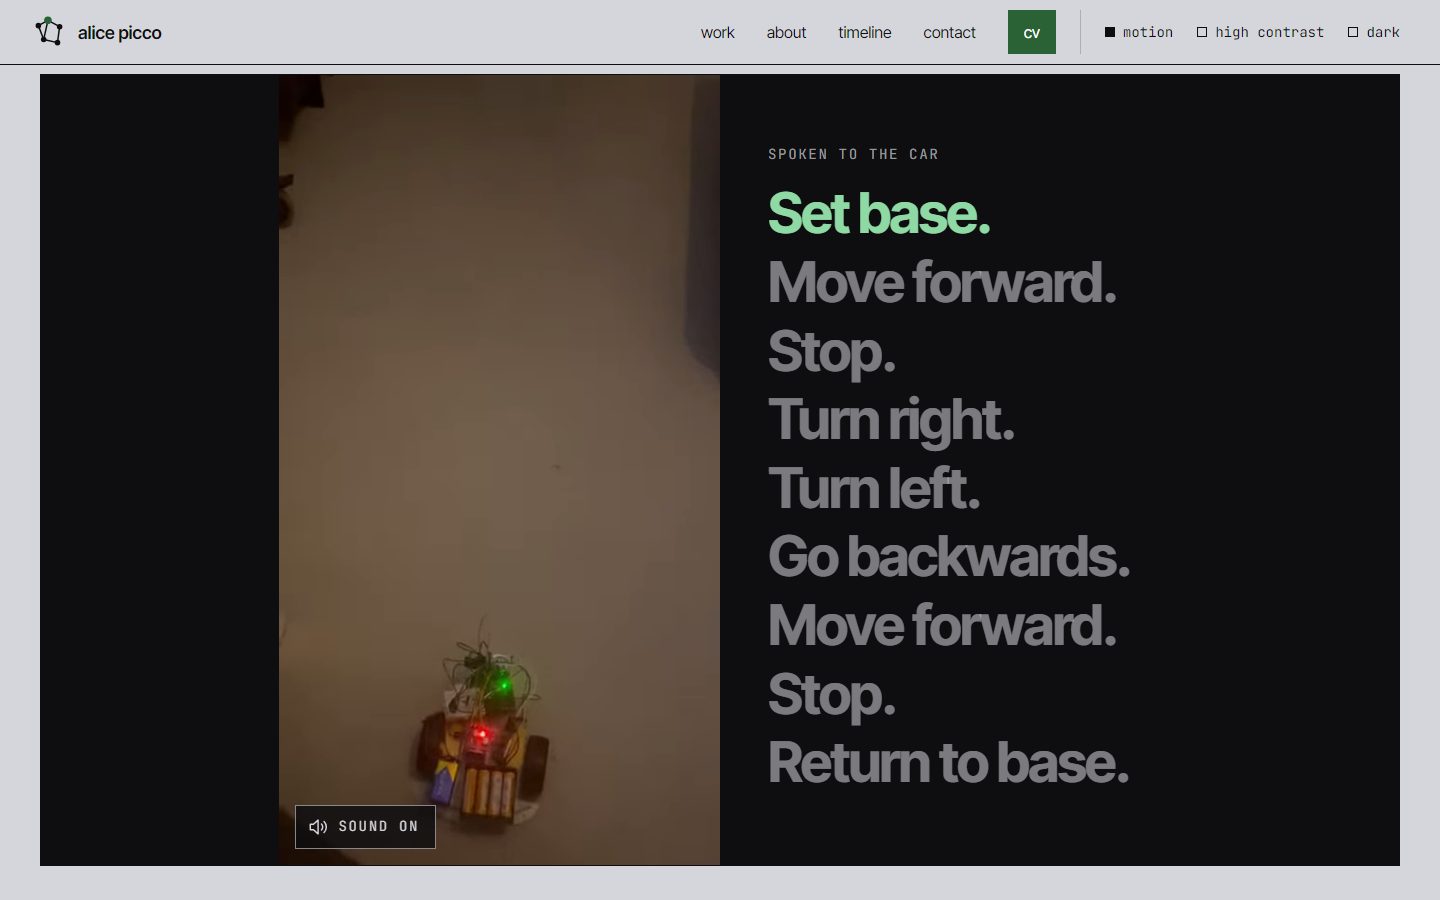 alice picco
work
about
timeline
contact
cv
motion
high contrast
dark
SPOKEN TO THE CAR
Set base.
Move forward.
Stop.
Turn right.
Turn left.
Go backwards.
Move forward.
Stop.
Return to base.
SOUND ON